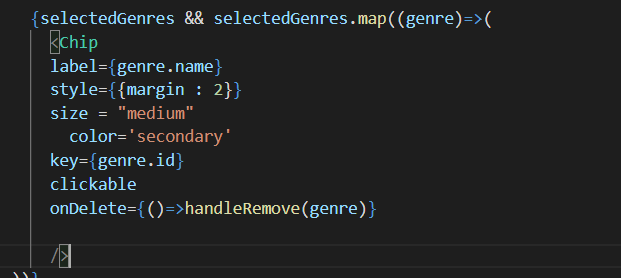 {selectedGenres && selectedGenres.map((genre)=>(
<Chip
label={genre.name}
style={{margin : 2}}
size = "medium"
color='secondary'
key={genre.id}
clickable
onDelete={()=>handleRemove(genre)}
/>
))}